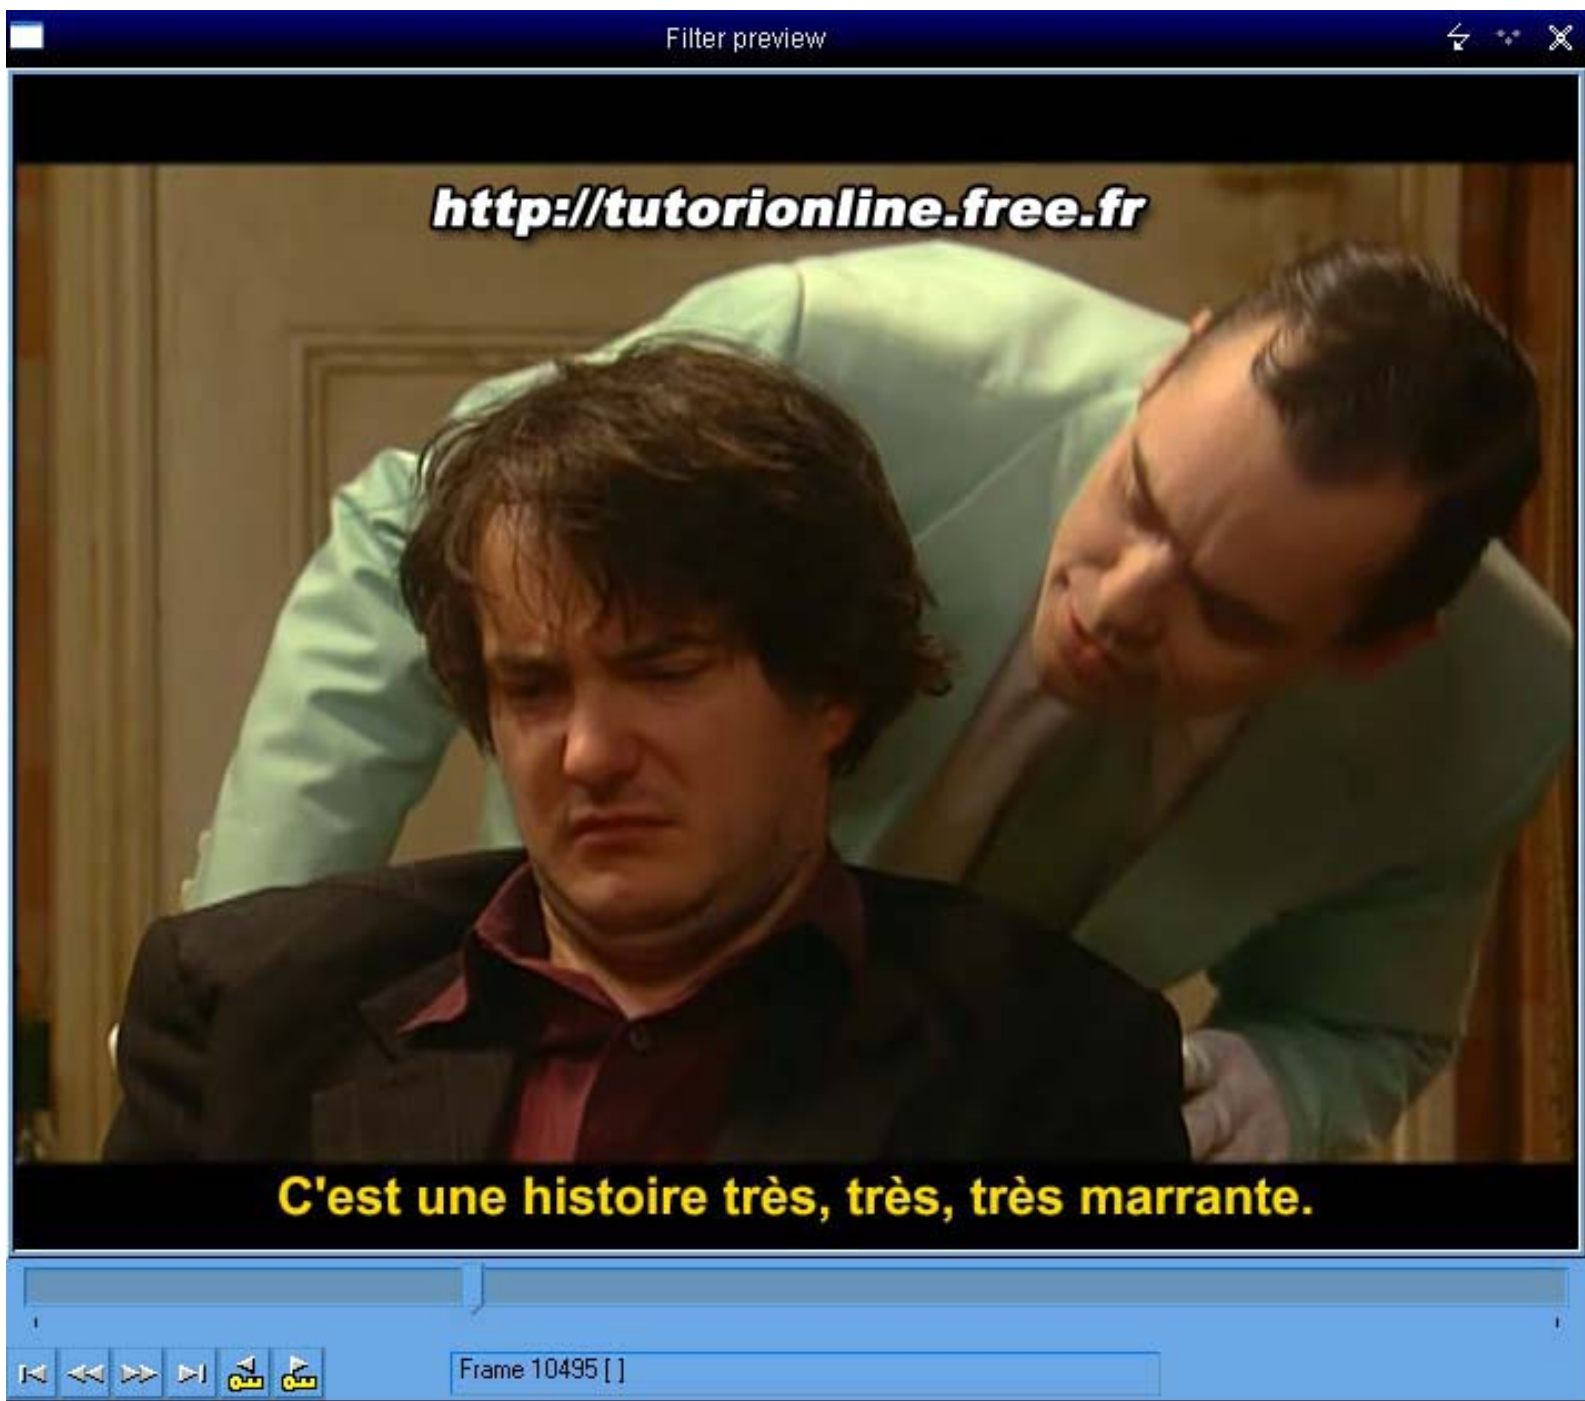 Filter preview
http://tutorionline.free.fr
C'est une histoire très, très, très marrante.
Frame 10495 [ ]